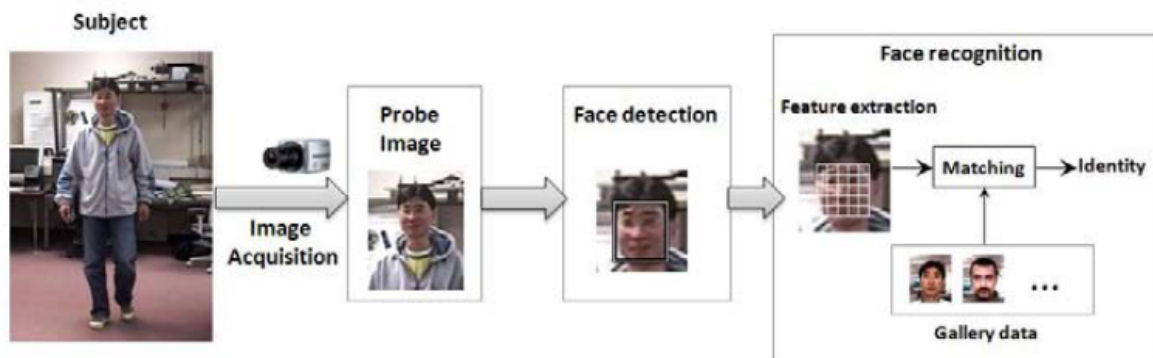 Subject
Image
Acquisition
Probe
Image
Face detection
Face recognition
Feature extraction
Matching
Identity
...
Gallery data